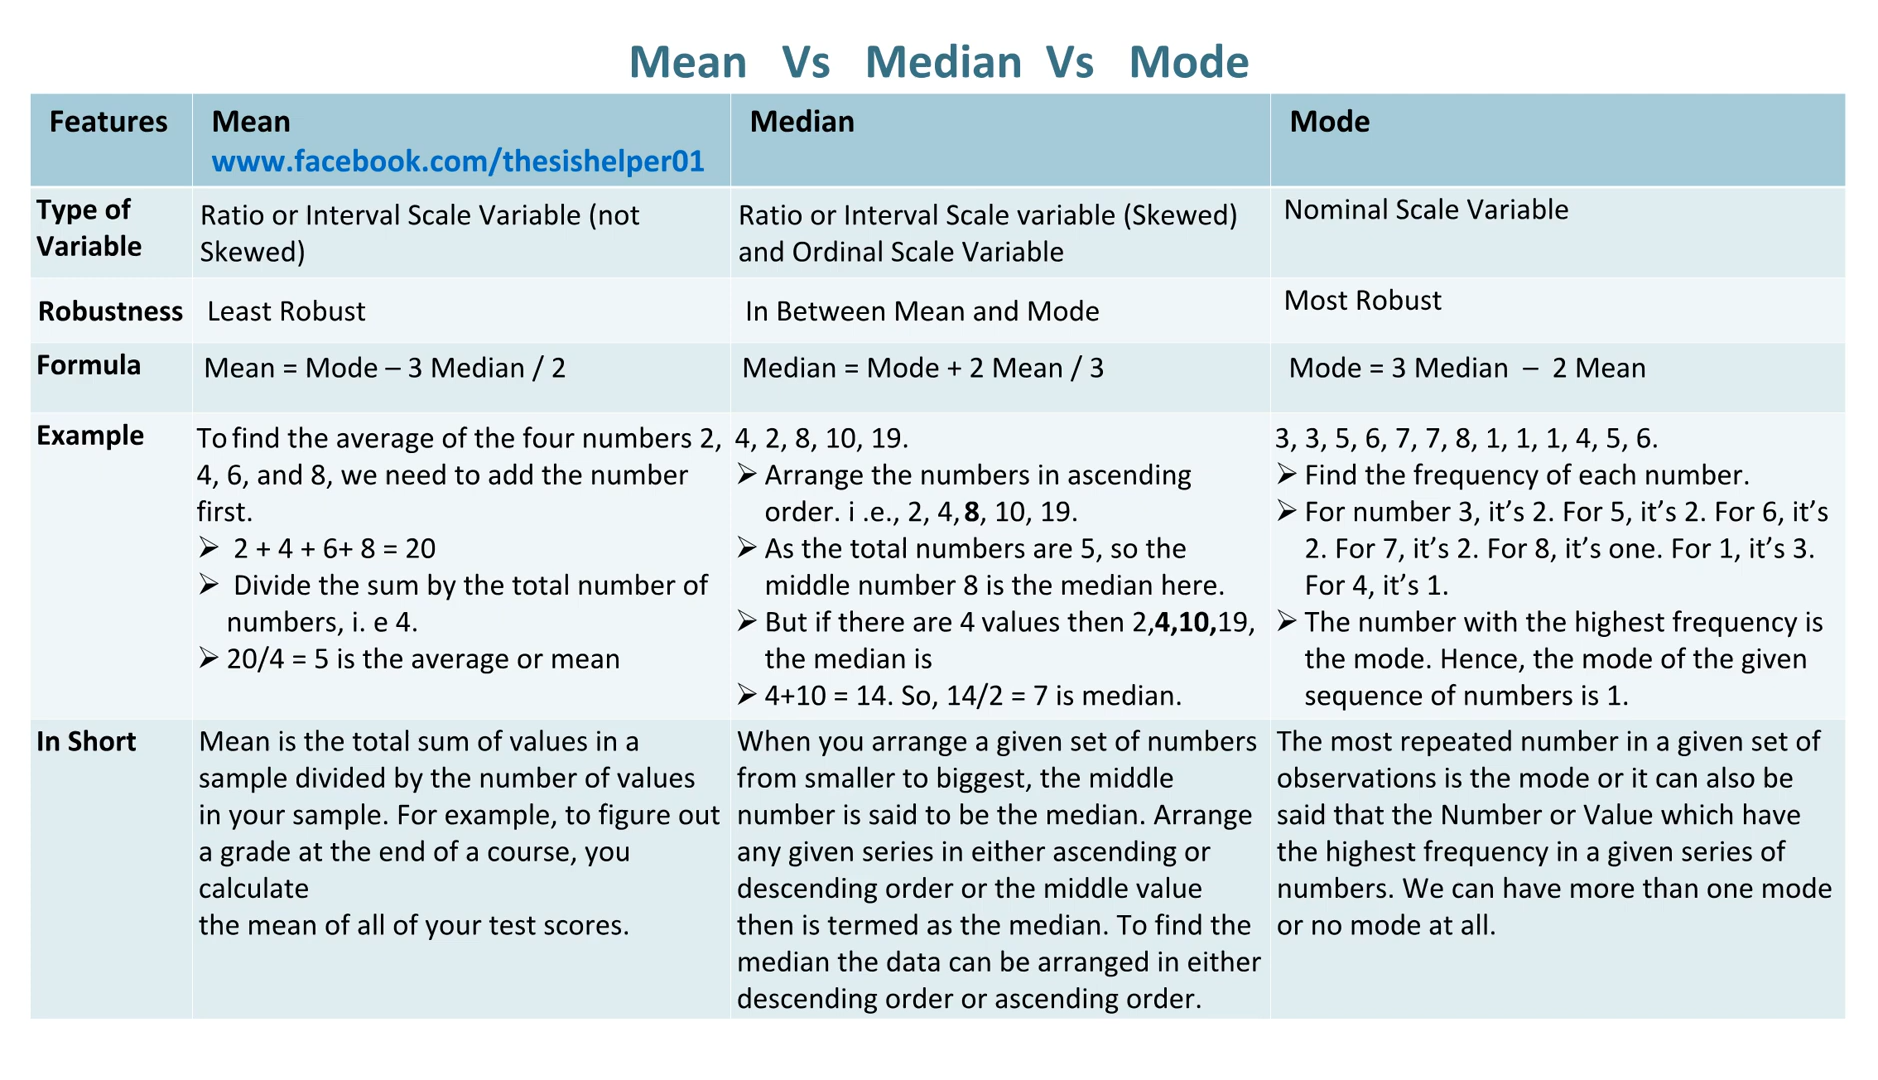 Mean Vs Median Vs Mode
Features
Mean
www.facebook.com/thesishelper01
Median
Mode
Type of
Variable
Ratio or Interval Scale Variable (not
Skewed)
Ratio or Interval Scale variable (Skewed)
and Ordinal Scale Variable
Nominal Scale Variable
Robustness
Least Robust
In Between Mean and Mode
Most Robust
Formula
Mean = Mode – 3 Median / 2
Median = Mode + 2 Mean / 3
Mode = 3 Median – 2 Mean
Example
To find the average of the four numbers 2,
4, 6, and 8, we need to add the number
first.
➢ 2 + 4 + 6+ 8 = 20
➢ Divide the sum by the total number of
numbers, i. e 4.
➢ 20/4 = 5 is the average or mean
4, 2, 8, 10, 19.
➢ Arrange the numbers in ascending
order. i .e., 2, 4, 8, 10, 19.
➢ As the total numbers are 5, so the
middle number 8 is the median here.
➢ But if there are 4 values then 2,4,10,19,
the median is
➢ 4+10 = 14. So, 14/2 = 7 is median.
3, 3, 5, 6, 7, 7, 8, 1, 1, 1, 4, 5, 6.
➢ Find the frequency of each number.
➢ For number 3, it’s 2. For 5, it’s 2. For 6, it’s
2. For 7, it’s 2. For 8, it’s one. For 1, it’s 3.
For 4, it’s 1.
➢ The number with the highest frequency is
the mode. Hence, the mode of the given
sequence of numbers is 1.
In Short
Mean is the total sum of values in a
sample divided by the number of values
in your sample. For example, to figure out
a grade at the end of a course, you
calculate
the mean of all of your test scores.
When you arrange a given set of numbers
from smaller to biggest, the middle
number is said to be the median. Arrange
any given series in either ascending or
descending order or the middle value
then is termed as the median. To find the
median the data can be arranged in either
descending order or ascending order.
The most repeated number in a given set of
observations is the mode or it can also be
said that the Number or Value which have
the highest frequency in a given series of
numbers. We can have more than one mode
or no mode at all.